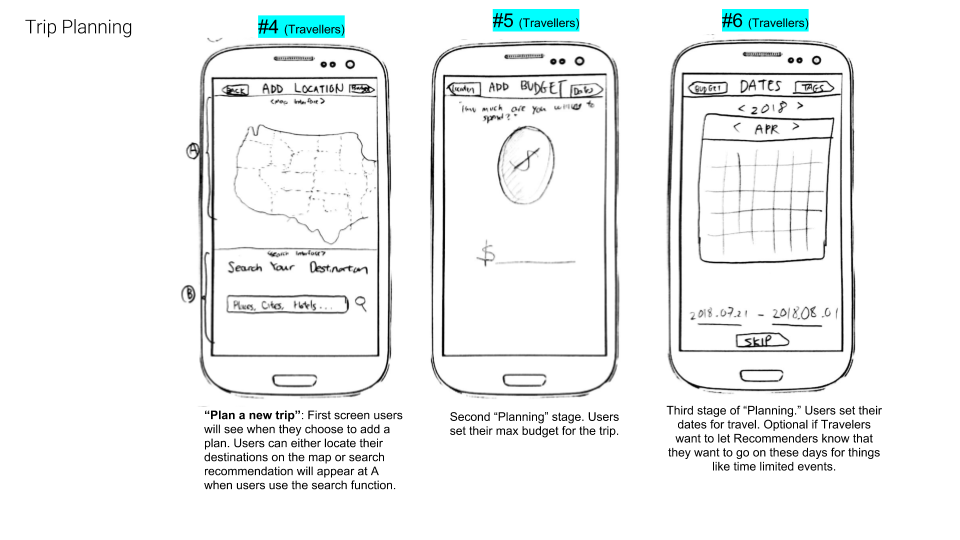 Trip Planning
#4 (Travellers)
BACK ADD LOCATION Budget
<Map Interface>
A
<Search Interface>
Search Your Destination
B
Places, Cities, Hotels...
“Plan a new trip”: First screen users
will see when they choose to add a
plan. Users can either locate their
destinations on the map or search
recommendation will appear at A
when users use the search function.
#5 (Travellers)
Location ADD BUDGET Dates
"How much are you willing to
spend?"
$
$
Second “Planning” stage. Users
set their max budget for the trip.
#6 (Travellers)
BUDGET DATES TAGS
< 2018 >
< APR >
2018.07.21 - 2018.08.01
SKIP
Third stage of “Planning.” Users set their
dates for travel. Optional if Travelers
want to let Recommenders know that
they want to go on these days for things
like time limited events.